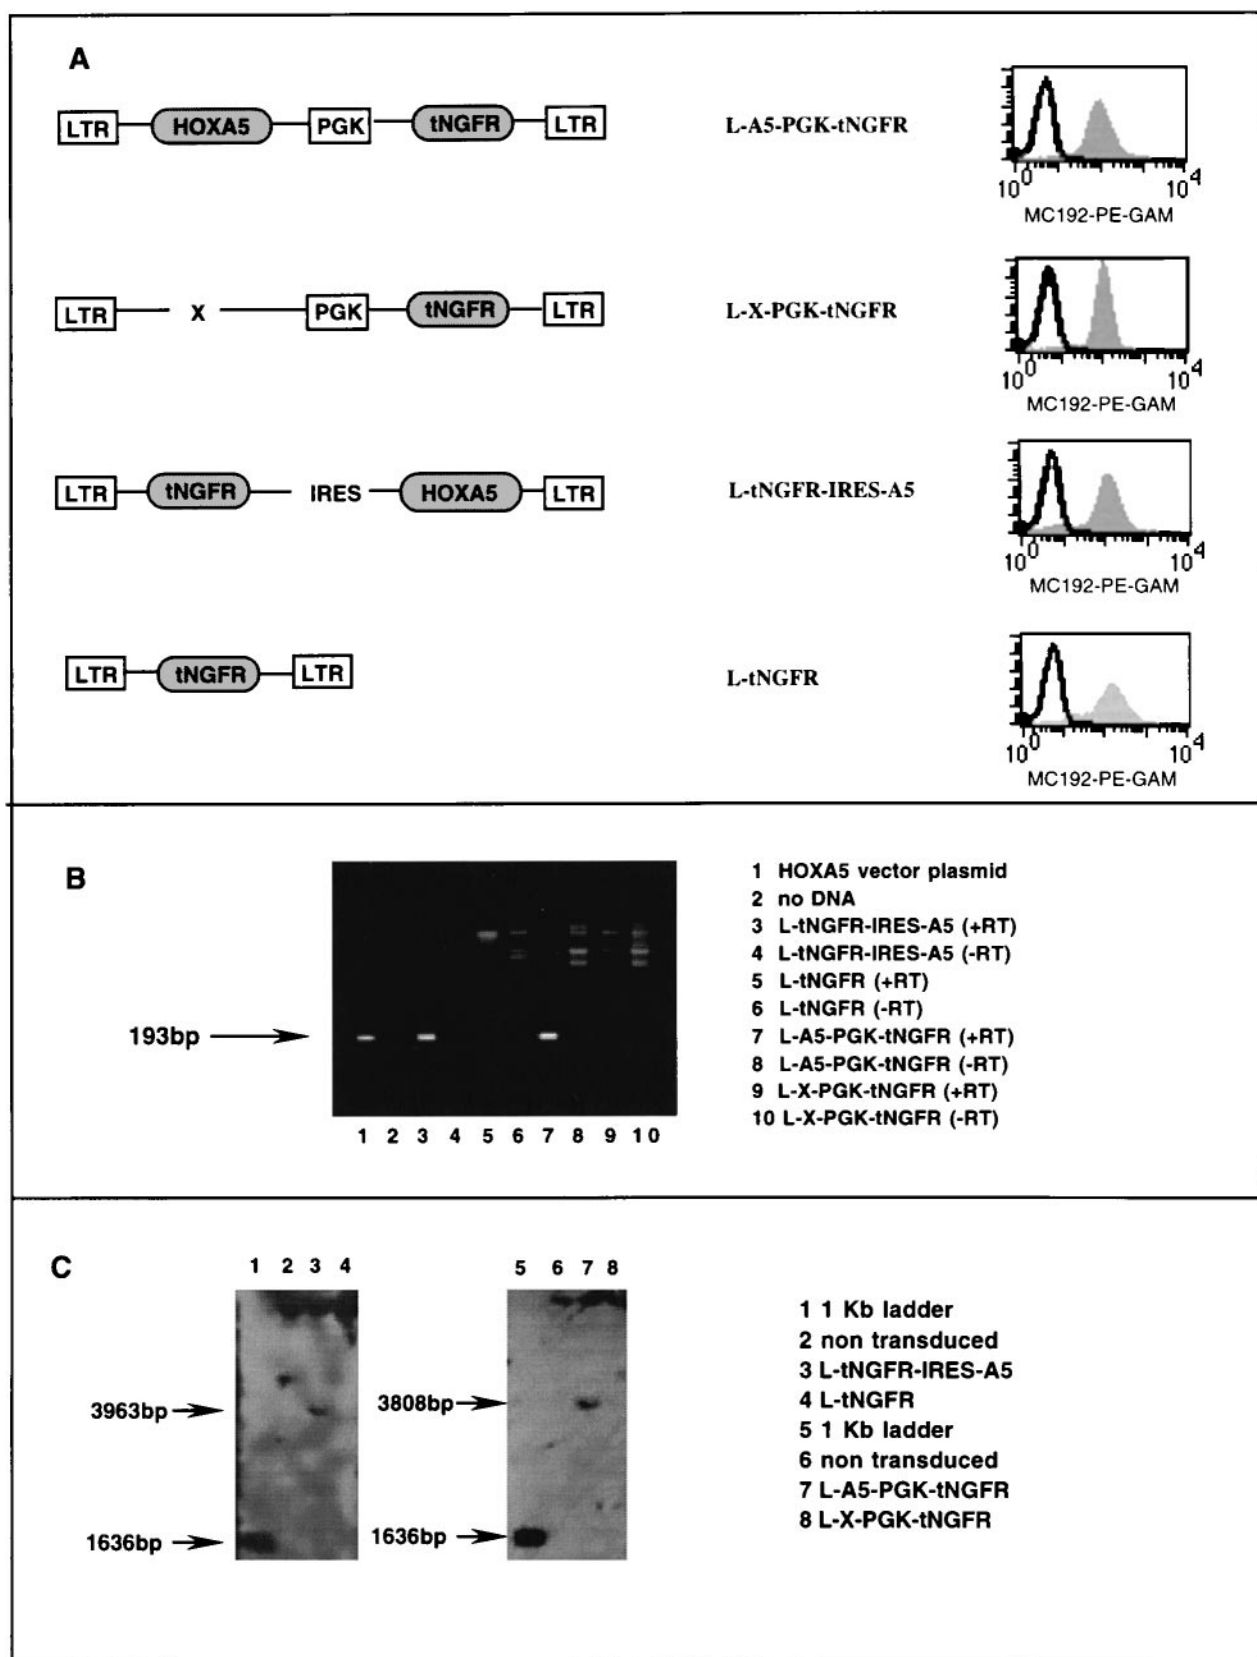 A
LTR HOXA5 PGK tNGFR LTR
L-A5-PGK-tNGFR
10^0 10^4
MC192-PE-GAM
LTR X PGK tNGFR LTR
L-X-PGK-tNGFR
10^0 10^4
MC192-PE-GAM
LTR tNGFR IRES HOXA5 LTR
L-tNGFR-IRES-A5
10^0 10^4
MC192-PE-GAM
LTR tNGFR LTR
L-tNGFR
10^0 10^4
MC192-PE-GAM
B
193bp
1 2 3 4 5 6 7 8 9 10
1 HOXA5 vector plasmid
2 no DNA
3 L-tNGFR-IRES-A5 (+RT)
4 L-tNGFR-IRES-A5 (-RT)
5 L-tNGFR (+RT)
6 L-tNGFR (-RT)
7 L-A5-PGK-tNGFR (+RT)
8 L-A5-PGK-tNGFR (-RT)
9 L-X-PGK-tNGFR (+RT)
10 L-X-PGK-tNGFR (-RT)
C
1 2 3 4
3963bp
1636bp
5 6 7 8
3808bp
1636bp
1 1 Kb ladder
2 non transduced
3 L-tNGFR-IRES-A5
4 L-tNGFR
5 1 Kb ladder
6 non transduced
7 L-A5-PGK-tNGFR
8 L-X-PGK-tNGFR